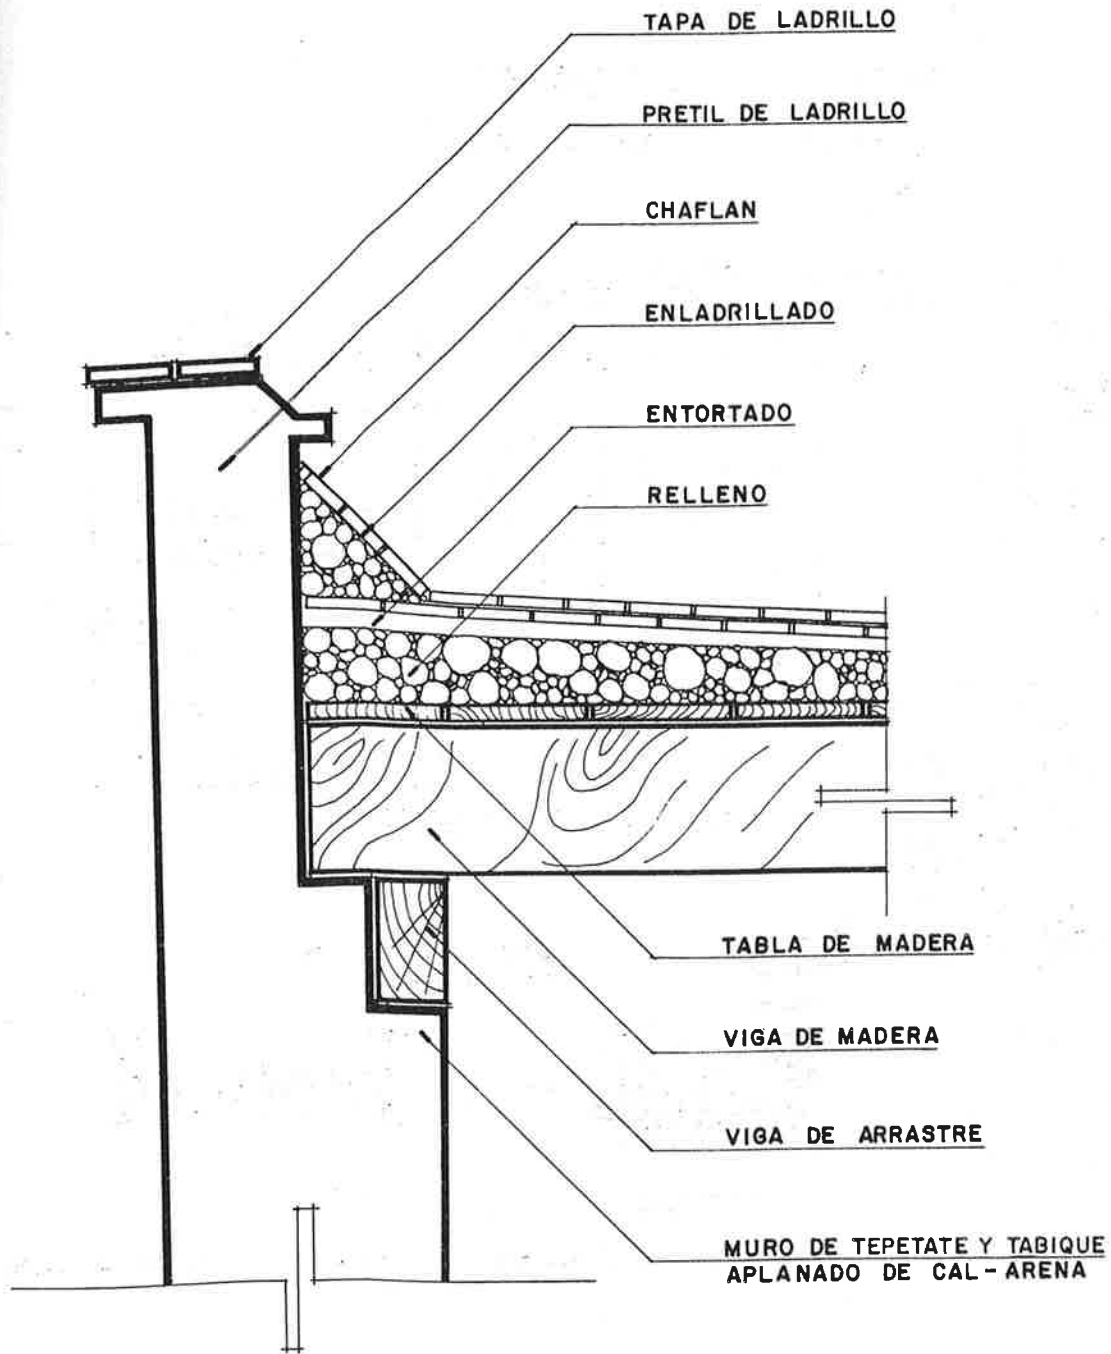 TAPA DE LADRILLO
PRETIL DE LADRILLO
CHAFLAN
ENLADRILLADO
ENTORTADO
RELLENO
TABLA DE MADERA
VIGA DE MADERA
VIGA DE ARRASTRE
MURO DE TEPETATE Y TABIQUE
APLANADO DE CAL-ARENA